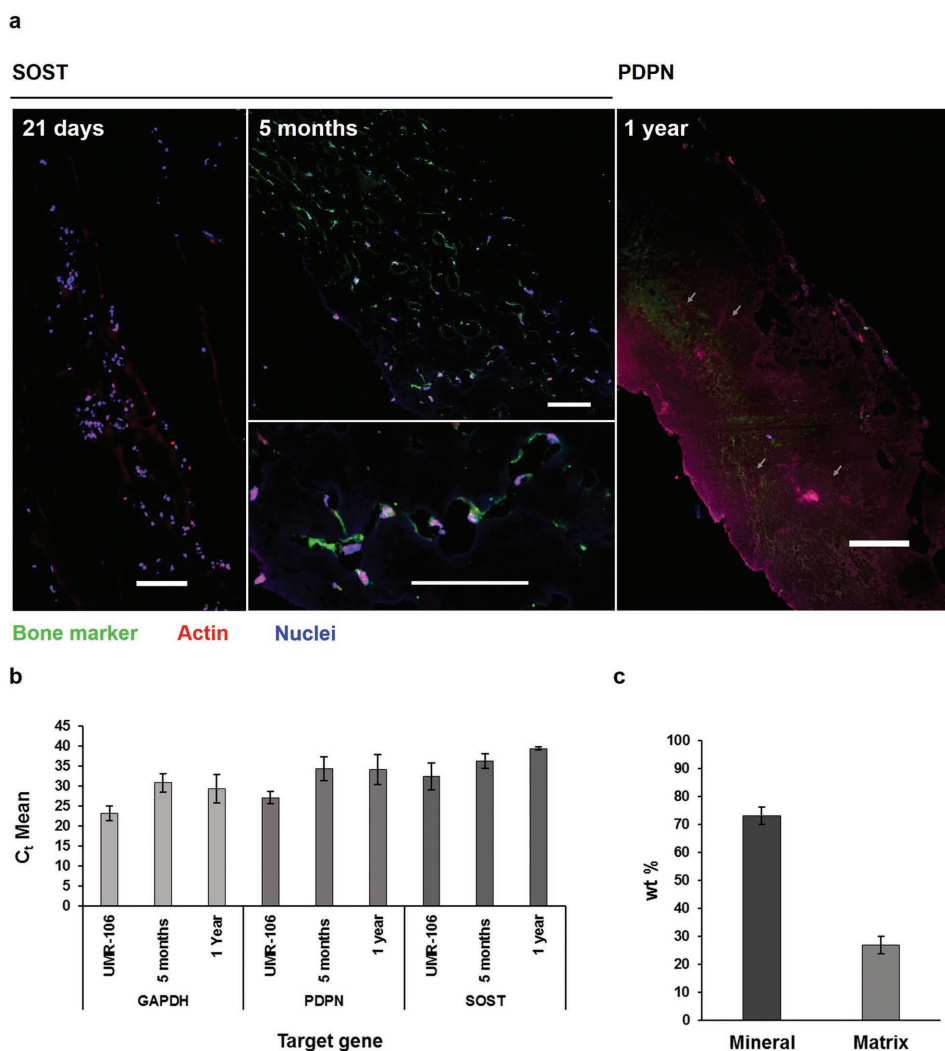 a
SOST PDPN
21 days 5 months 1 year
Bone marker Actin Nuclei
b c
45
40
35
30
25
20
15
10
5
0
Ct Mean
UMR-106 5 months 1 Year UMR-106 5 months 1 year UMR-106 5 months 1 year
GAPDH PDPN SOST
Target gene
100
90
80
70
60
50
40
30
20
10
0
wt %
Mineral Matrix